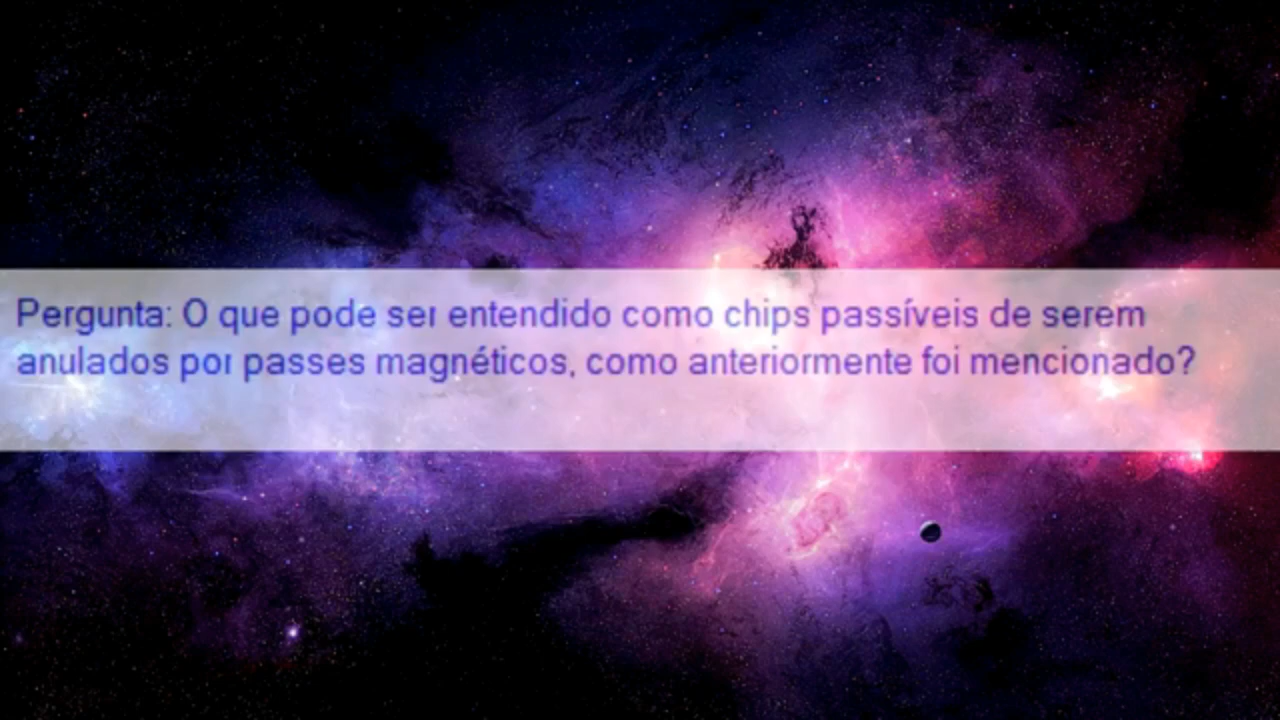 Pergunta: O que pode ser entendido como chips passíveis de serem
anulados por passes magnéticos, como anteriormente foi mencionado?